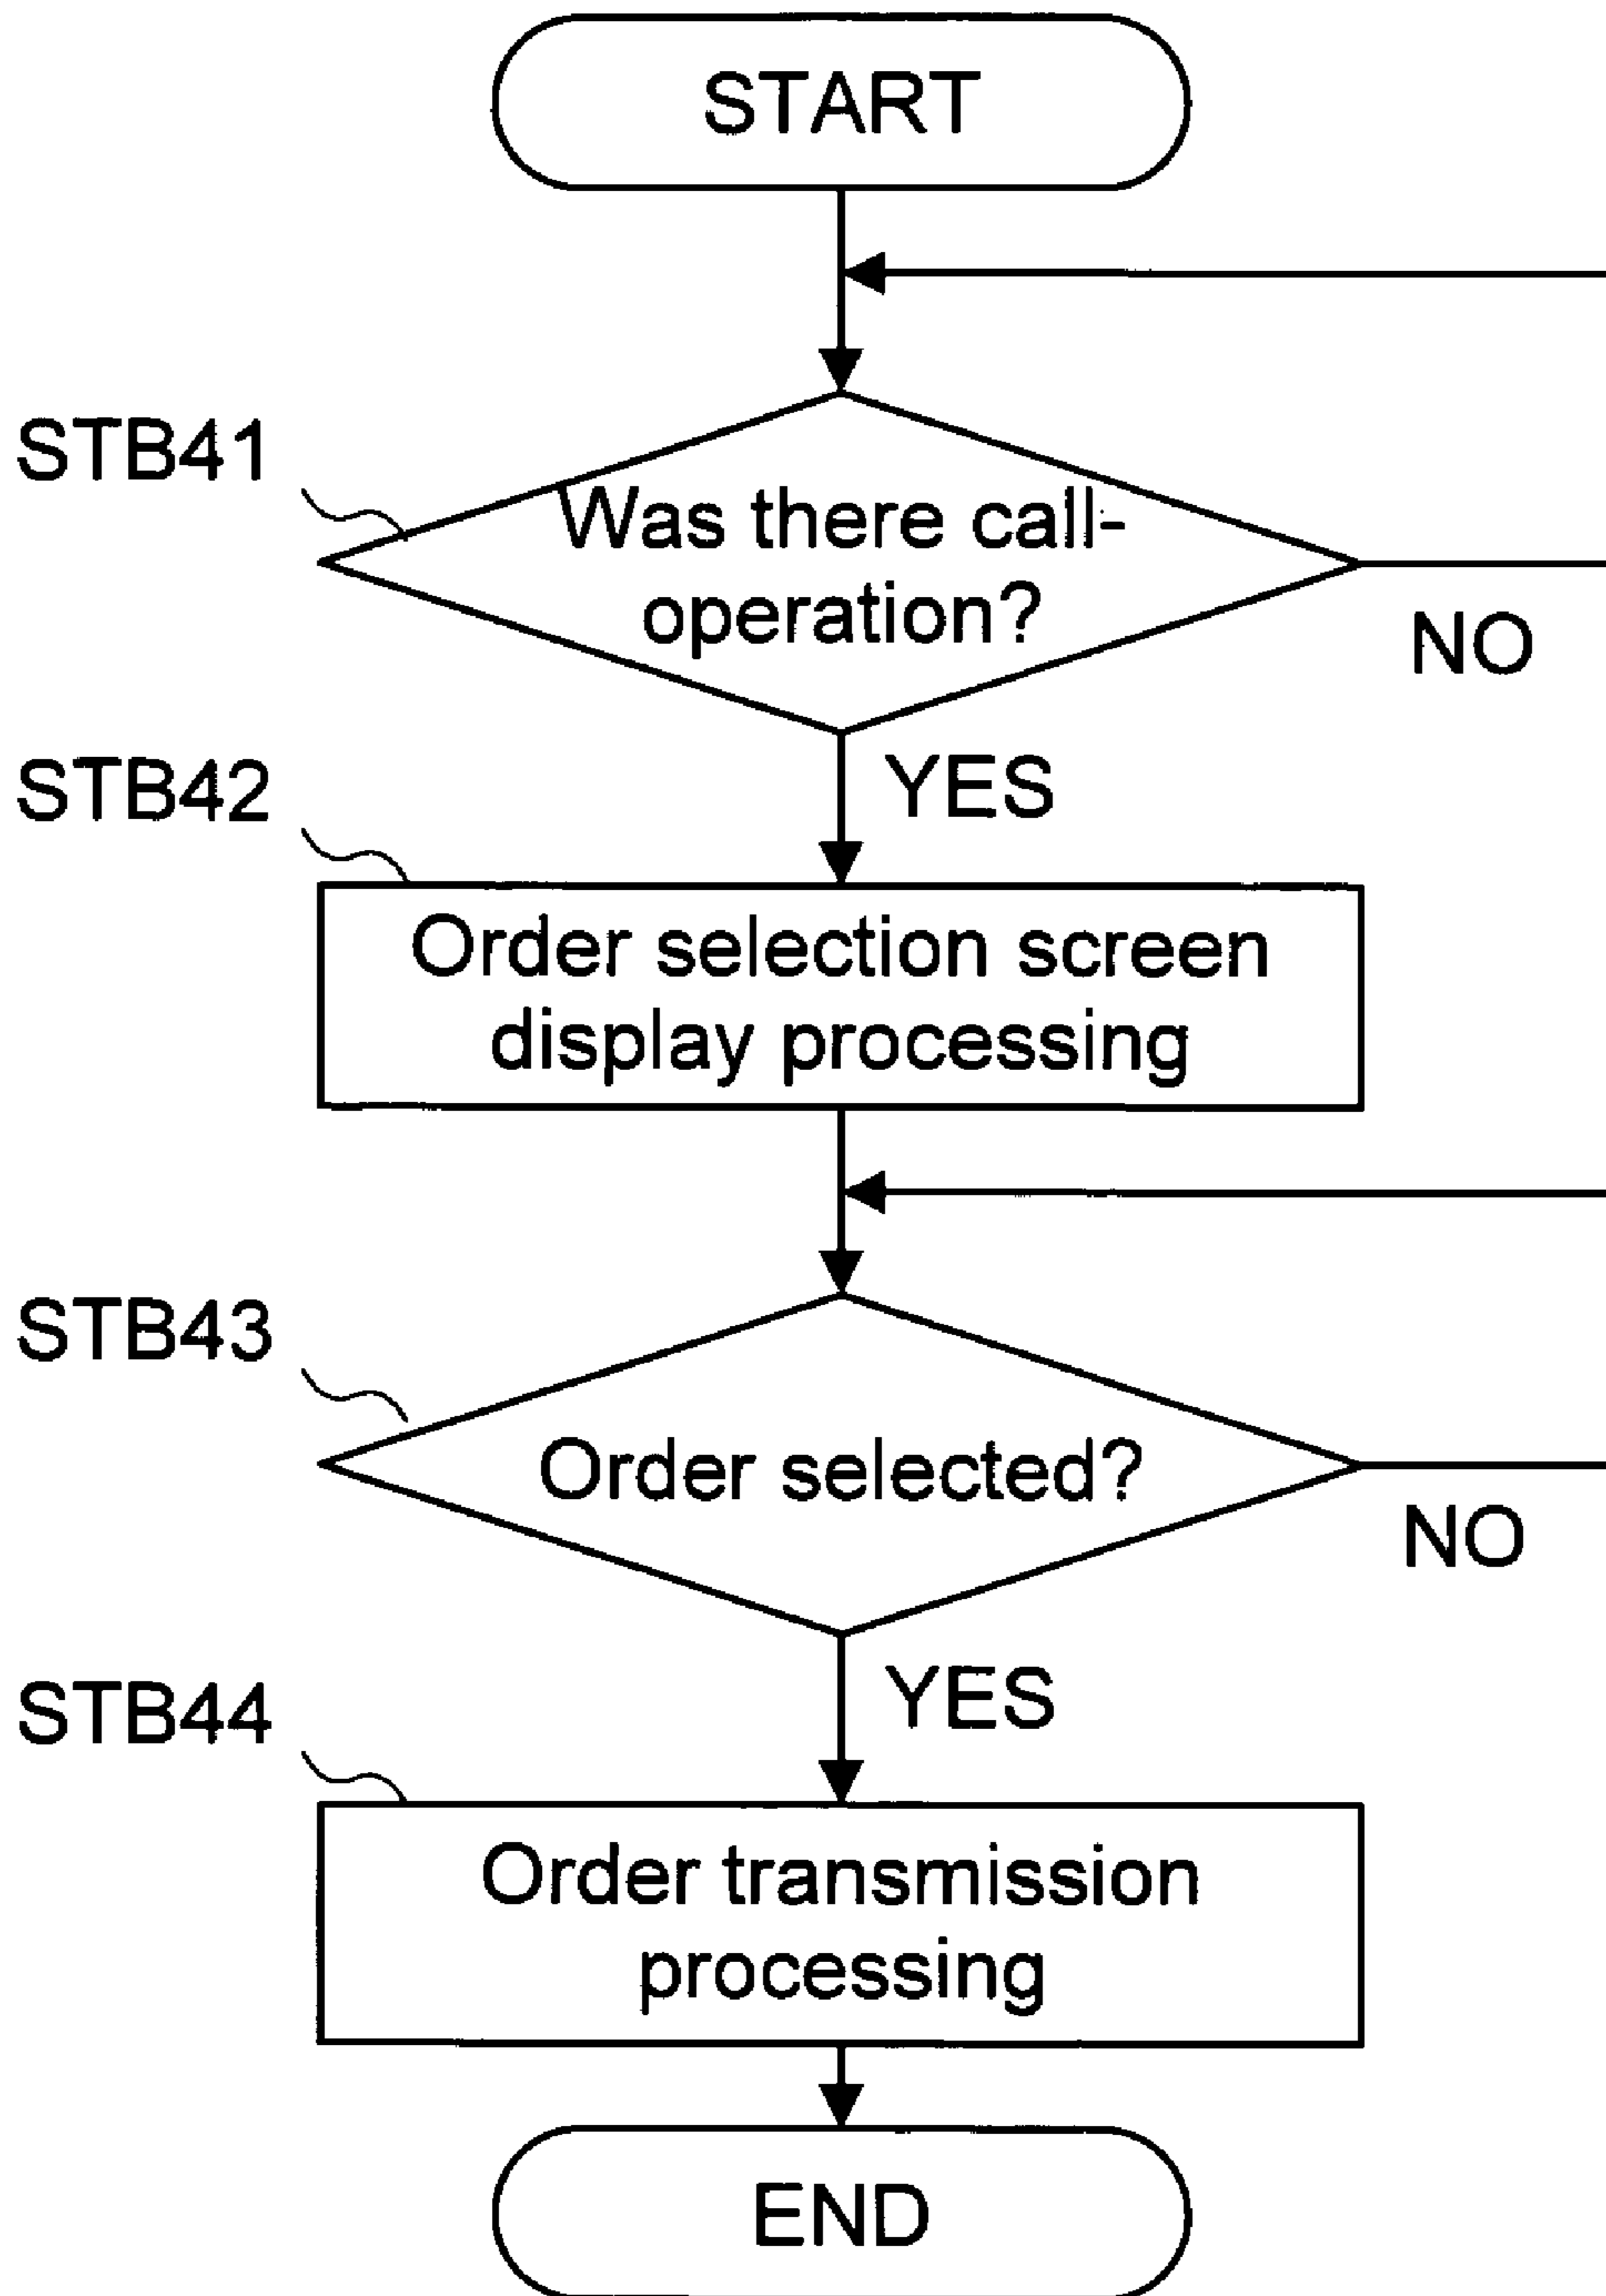 START
STB41
Was there call-
operation?
NO
YES
STB42
Order selection screen
display processing
STB43
Order selected?
NO
YES
STB44
Order transmission
processing
END